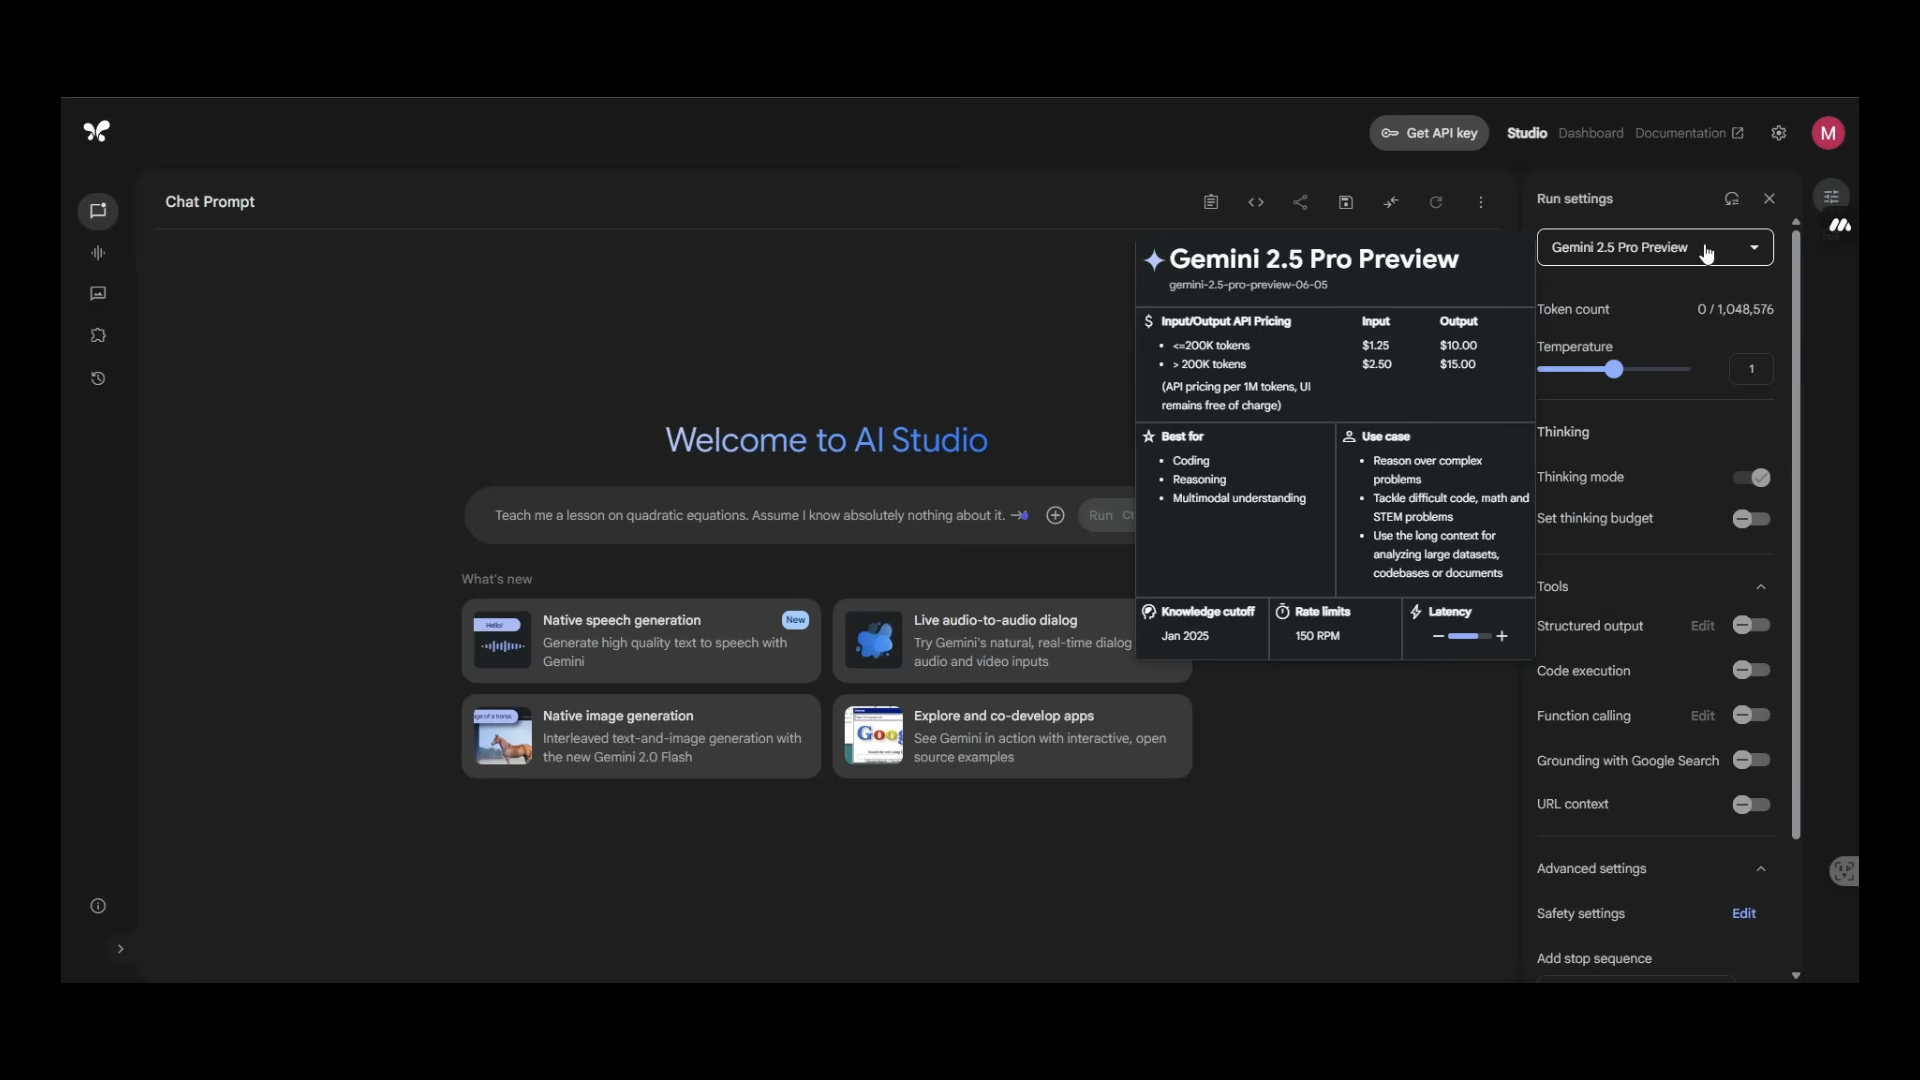 Get API key
Studio
Dashboard
Documentation
M
Chat Prompt
Run settings
Gemini 2.5 Pro Preview
gemini-2.5-pro-preview-06-05
Input/Output API Pricing Input Output
<=200K tokens $1.25 $10.00
> 200K tokens $2.50 $15.00
(API pricing per 1M tokens, UI
remains free of charge)
Best for
Coding
Reasoning
Multimodal understanding
Use case
Reason over complex
problems
Tackle difficult code, math and
STEM problems
Use the long context for
analyzing large datasets,
codebases or documents
Knowledge cutoff
Jan 2025
Rate limits
150 RPM
Latency
Gemini 2.5 Pro Preview
Token count 0 / 1,048,576
Temperature
1
Thinking
Thinking mode
Set thinking budget
Tools
Structured output Edit
Code execution
Function calling Edit
Grounding with Google Search
URL context
Advanced settings
Safety settings Edit
Add stop sequence
Welcome to AI Studio
Teach me a lesson on quadratic equations. Assume I know absolutely nothing about it.
Run
What's new
Hello!
Native speech generation New
Generate high quality text to speech with
Gemini
Live audio-to-audio dialog
Try Gemini's natural, real-time dialog
audio and video inputs
age of a horse.
Native image generation
Interleaved text-and-image generation with
the new Gemini 2.0 Flash
Goog
Explore and co-develop apps
See Gemini in action with interactive, open
source examples